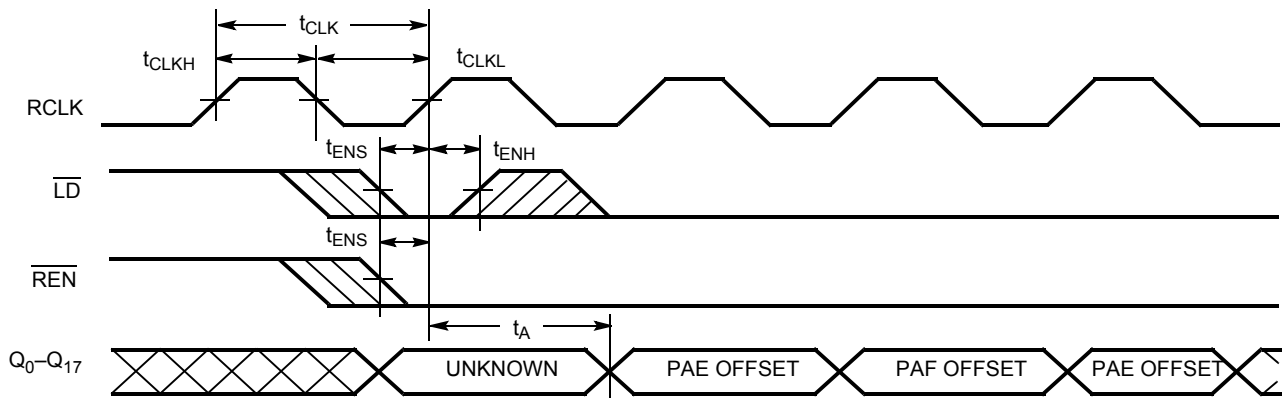 tCLK
tCLKH
tCLKL
RCLK
tENS
tENH
LD
tENS
REN
tA
Q0–Q17
UNKNOWN
PAE OFFSET
PAF OFFSET
PAE OFFSET